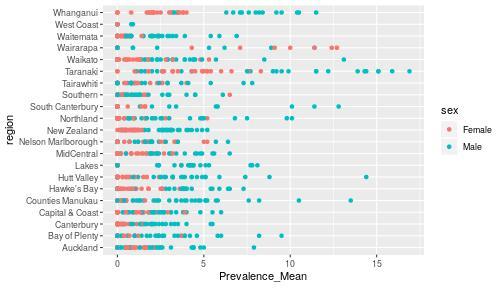 Whanganui
West Coast
Waitemata
Wairarapa
Waikato
Taranaki
Tairawhiti
Southern
South Canterbury
Northland
New Zealand
Nelson Marlborough
MidCentral
Lakes
Hutt Valley
Hawke's Bay
Counties Manukau
Capital & Coast
Canterbury
Bay of Plenty
Auckland
region
0 5 10 15
Prevalence_Mean
sex
Female
Male